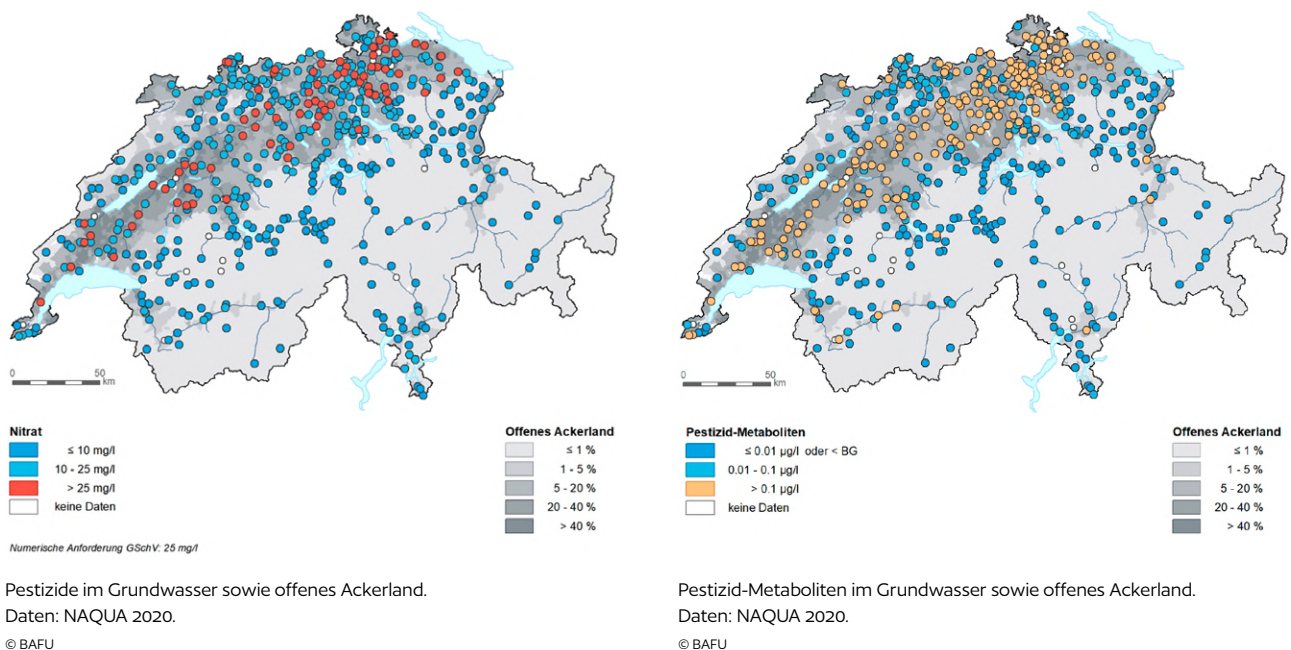 0 50
km
Nitrat
≤ 10 mg/l
10 - 25 mg/l
> 25 mg/l
keine Daten
Offenes Ackerland
≤ 1 %
1 - 5 %
5 - 20 %
20 - 40 %
> 40 %
Numerische Anforderung GSchV: 25 mg/l
Pestizide im Grundwasser sowie offenes Ackerland.
Daten: NAQUA 2020.
© BAFU
0 50
km
Pestizid-Metaboliten
≤ 0.01 µg/l oder < BG
0.01 - 0.1 µg/l
> 0.1 µg/l
keine Daten
Offenes Ackerland
≤ 1 %
1 - 5 %
5 - 20 %
20 - 40 %
> 40 %
Pestizid-Metaboliten im Grundwasser sowie offenes Ackerland.
Daten: NAQUA 2020.
© BAFU